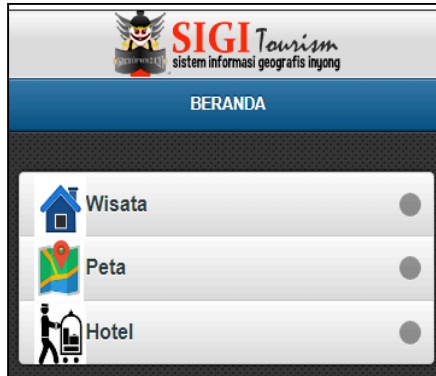 SIGI Tourism
sistem informasi geografis inyong
BERANDA
Wisata
Peta
Hotel